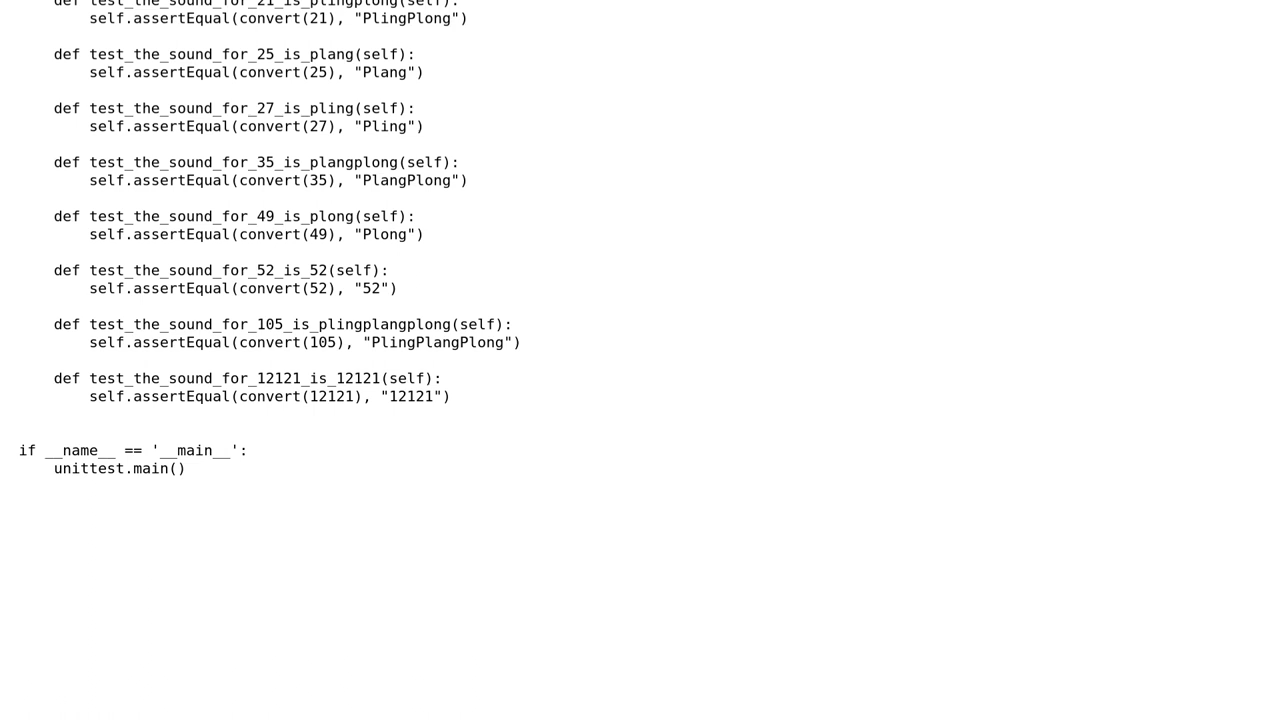 def test_the_sound_for_21_is_plingplong(self):
self.assertEqual(convert(21), "PlingPlong")
def test_the_sound_for_25_is_plang(self):
self.assertEqual(convert(25), "Plang")
def test_the_sound_for_27_is_pling(self):
self.assertEqual(convert(27), "Pling")
def test_the_sound_for_35_is_plangplong(self):
self.assertEqual(convert(35), "PlangPlong")
def test_the_sound_for_49_is_plong(self):
self.assertEqual(convert(49), "Plong")
def test_the_sound_for_52_is_52(self):
self.assertEqual(convert(52), "52")
def test_the_sound_for_105_is_plingplangplong(self):
self.assertEqual(convert(105), "PlingPlangPlong")
def test_the_sound_for_12121_is_12121(self):
self.assertEqual(convert(12121), "12121")
if __name__ == '__main__':
unittest.main()